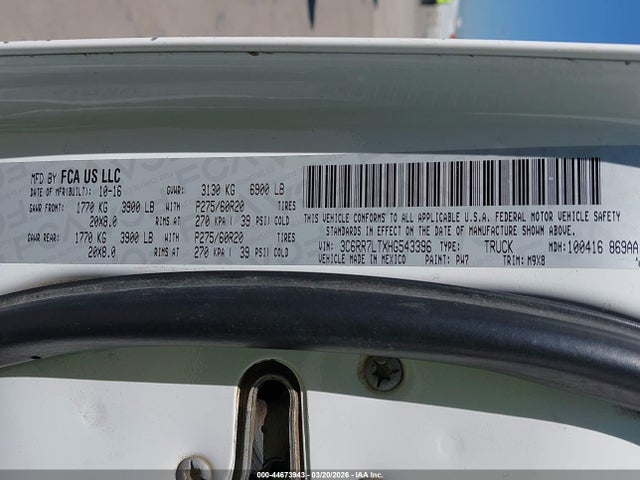 MFD BY FCA US LLC
DATE OF MFR(BUILT): 10-16 GVWR: 3130 KG 6900 LB
GAWR FRONT: 1770 KG 3900 LB WITH P275/60R20 TIRES
20X8.0 RIMS AT 270 KPA ( 39 PSI) COLD
GAWR REAR: 1770 KG 3900 LB WITH P275/60R20 TIRES
20X8.0 RIMS AT 270 KPA ( 39 PSI) COLD
THIS VEHICLE CONFORMS TO ALL APPLICABLE U.S.A. FEDERAL MOTOR VEHICLE SAFETY
STANDARDS IN EFFECT ON THE DATE OF MANUFACTURE SHOWN ABOVE.
VIN: 3C6RR7LTXHG543396 TYPE: TRUCK MDH: 100416 869AA
VEHICLE MADE IN MEXICO PAINT: PW7 TRIM: M9X8
000-44673943 - 03/20/2026 - IAA Inc.